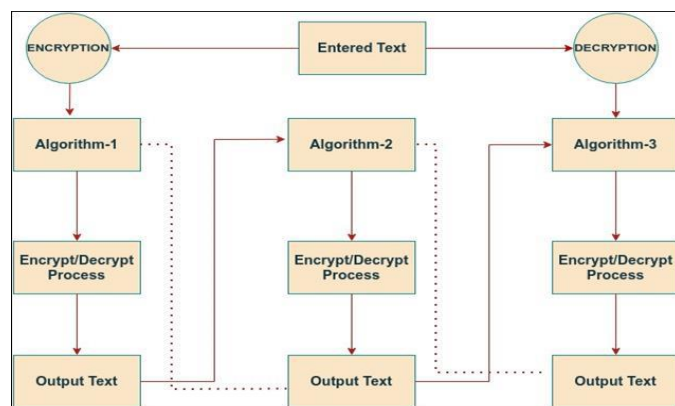 ENCRYPTION
Entered Text
DECRYPTION
Algorithm-1
Algorithm-2
Algorithm-3
Encrypt/Decrypt
Process
Encrypt/Decrypt
Process
Encrypt/Decrypt
Process
Output Text
Output Text
Output Text